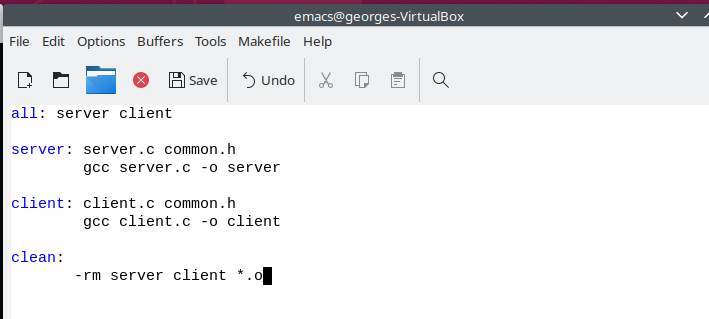 emacs@georges-VirtualBox
File Edit Options Buffers Tools Makefile Help
Save Undo
all: server client
server: server.c common.h
        gcc server.c -o server
client: client.c common.h
        gcc client.c -o client
clean:
       -rm server client *.o